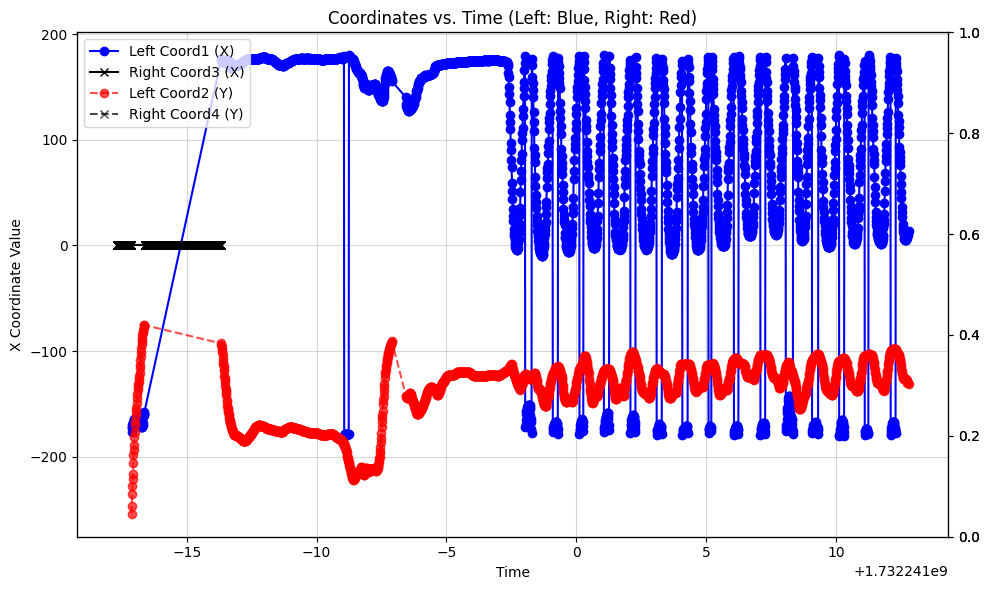 Coordinates vs. Time (Left: Blue, Right: Red)
Left Coord1 (X)
Right Coord3 (X)
Left Coord2 (Y)
Right Coord4 (Y)
X Coordinate Value
200
100
0
−100
−200
1.0
0.8
0.6
0.4
0.2
0.0
−15
−10
−5
0
5
10
+1.732241e9
Time